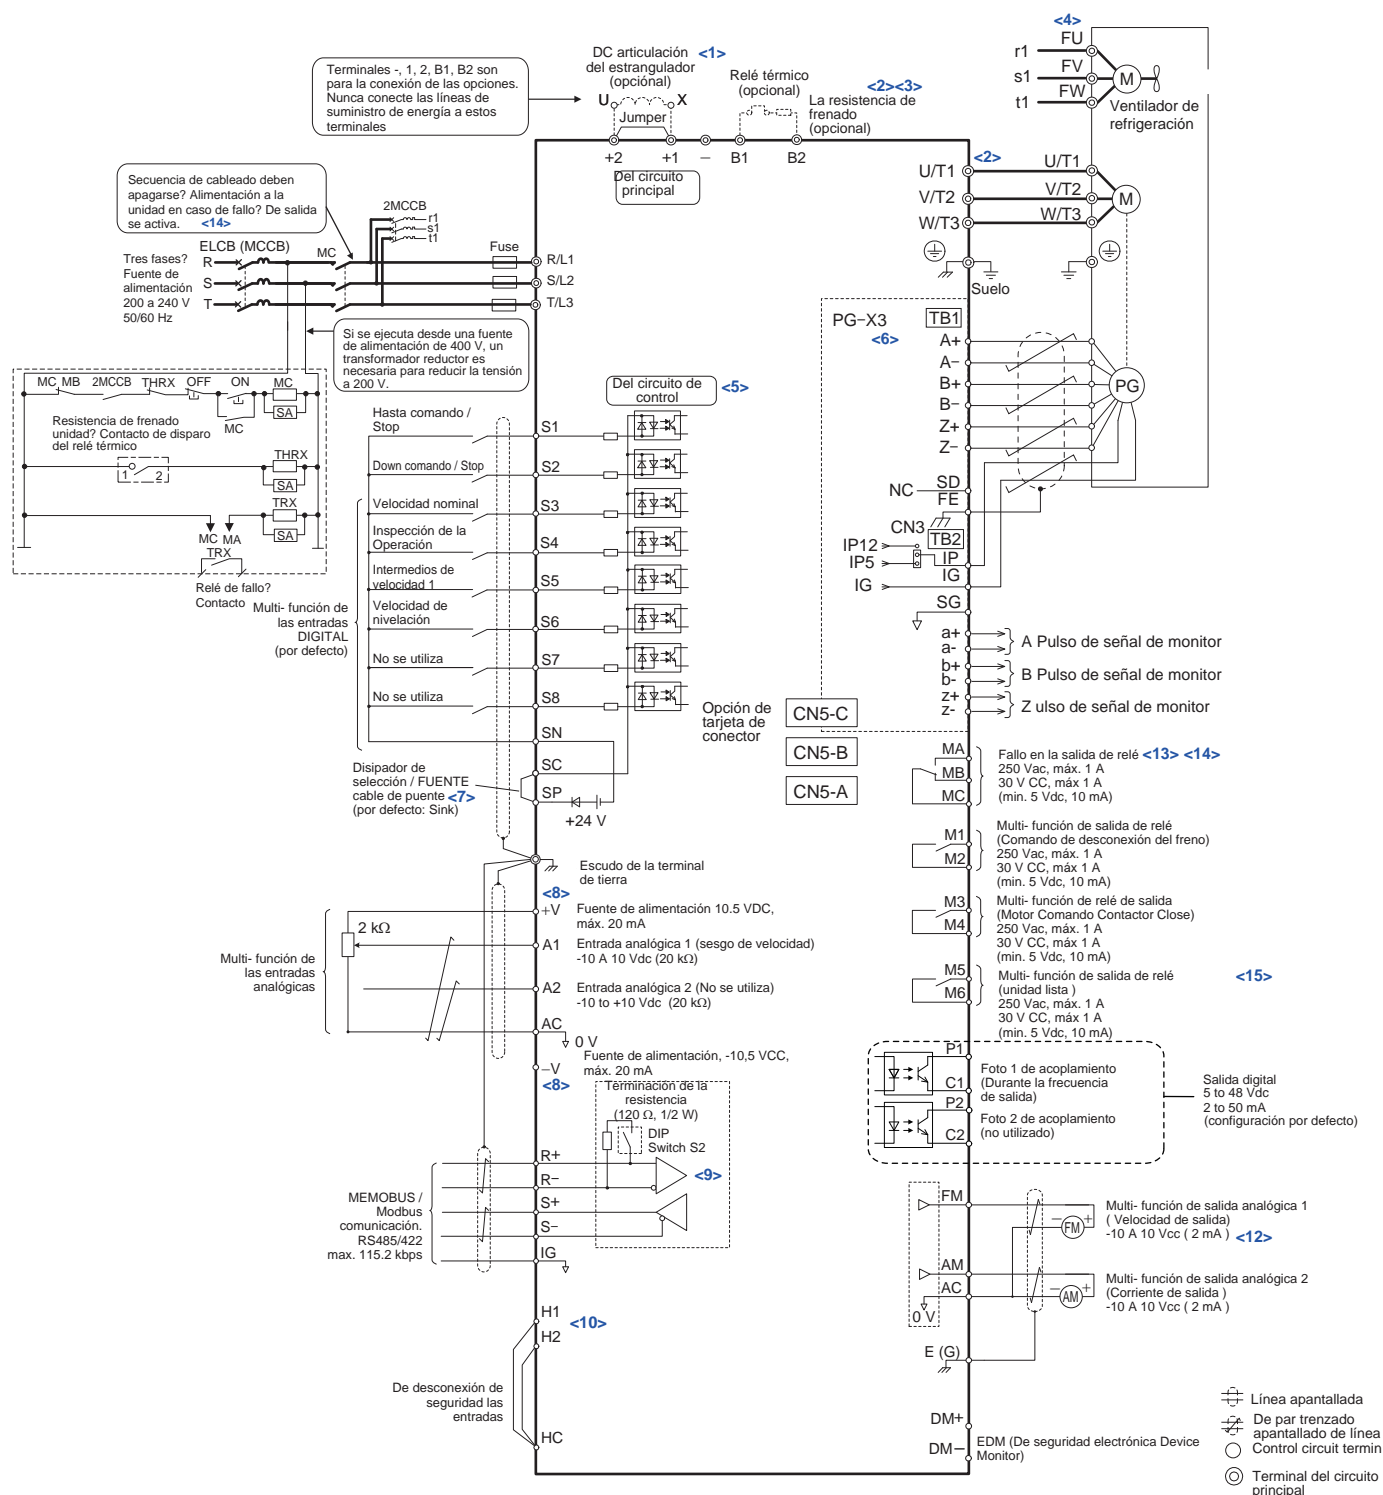 <4>
FU
r1
FV
s1
M
FW
t1
Ventilador de
refrigeración
DC articulación <1>
del estrangulador
(opciónal)
U
X
Jumper
Relé térmico
(opcional)
<2><3>
La resistencia de
frenado
(opcional)
Terminales -, 1, 2, B1, B2 son
para la conexión de las opciones.
Nunca conecte las líneas de
suministro de energía a estos
terminales
+2
+1
−
B1
B2
Del circuito
principal
<2>
U/T1
U/T1
V/T2
V/T2
M
W/T3
W/T3
Suelo
Secuencia de cableado deben
apagarse? Alimentación a la
unidad en caso de fallo? De salida
se activa. <14>
2MCCB
r1
s1
t1
ELCB (MCCB)
MC
Fuse
Tres fases?
Fuente de
alimentación
200 a 240 V
50/60 Hz
R
S
T
R/L1
S/L2
T/L3
Si se ejecuta desde una fuente
de alimentación de 400 V, un
transformador reductor es
necesaria para reducir la tensión
a 200 V.
MC MB 2MCCB THRX OFF ON MC
SA
MC
Resistencia de frenado
unidad? Contacto de disparo
del relé térmico
1 2
THRX
SA
TRX
SA
MC MA
TRX
Relé de fallo?
Contacto
PG−X3
TB1
<6>
A+
A−
B+
B−
Z+
Z−
PG
NC
SD
FE
CN3
TB2
IP12
IP5
IP
IG
IG
SG
a+
a-
A Pulso de señal de monitor
b+
b-
B Pulso de señal de monitor
z+
z-
Z ulso de señal de monitor
Del circuito de
control
<5>
Hasta comando /
Stop
S1
Down comando / Stop
S2
Velocidad nominal
S3
Inspección de la
Operación
S4
Intermedios de
velocidad 1
S5
Velocidad de
nivelación
S6
No se utiliza
S7
No se utiliza
S8
Multi- función de
las entradas
DIGITAL
(por defecto)
SN
SC
SP
+24 V
Disipador de
selección / FUENTE
cable de puente <7>
(por defecto: Sink)
Opción de
tarjeta de
conector
CN5-C
CN5-B
CN5-A
MA
MB
MC
Fallo en la salida de relé <13> <14>
250 Vac, máx. 1 A
30 V CC, máx 1 A
(min. 5 Vdc, 10 mA)
M1
M2
Multi- función de salida de relé
(Comando de desconexión del freno)
250 Vac, máx. 1 A
30 V CC, máx 1 A
(min. 5 Vdc, 10 mA)
M3
M4
Multi- función de relé de salida
(Motor Comando Contactor Close)
250 Vac, máx. 1 A
30 V CC, máx 1 A
(min. 5 Vdc, 10 mA)
M5
M6
Multi- función de salida de relé
(unidad lista )
250 Vac, máx. 1 A
30 V CC, máx 1 A
(min. 5 Vdc, 10 mA)
<15>
Escudo de la terminal
de tierra
<8>
+V
Fuente de alimentación 10.5 VDC,
máx. 20 mA
2 kΩ
A1
Entrada analógica 1 (sesgo de velocidad)
-10 A 10 Vdc (20 kΩ)
Multi- función de
las entradas
analógicas
A2
Entrada analógica 2 (No se utiliza)
-10 to +10 Vdc (20 kΩ)
AC
0 V
−V
Fuente de alimentación, -10,5 VCC,
máx. 20 mA
<8>
P1
C1
Foto 1 de acoplamiento
(Durante la frecuencia
de salida)
P2
C2
Foto 2 de acoplamiento
(no utilizado)
Salida digital
5 to 48 Vdc
2 to 50 mA
(configuración por defecto)
Terminación de la
resistencia
(120 Ω, 1/2 W)
DIP
Switch S2
R+
R−
S+
S−
IG
<9>
MEMOBUS /
Modbus
comunicación.
RS485/422
max. 115.2 kbps
FM
− +
FM
Multi- función de salida analógica 1
( Velocidad de salida)
-10 A 10 Vcc ( 2 mA ) <12>
AM
AC
0 V
− +
AM
Multi- función de salida analógica 2
(Corriente de salida )
-10 A 10 Vcc ( 2 mA )
E (G)
H1
H2
<10>
De desconexión de
seguridad las
entradas
HC
DM+
DM−
EDM (De seguridad electrónica Device
Monitor)
Línea apantallada
De par trenzado
apantallado de línea
Control circuit termin
Terminal del circuito
principal